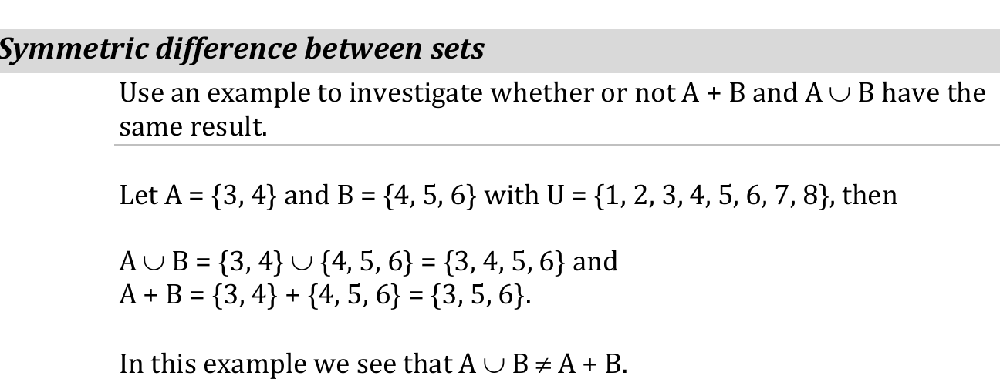 Symmetric difference between sets
Use an example to investigate whether or not A + B and A ∪ B have the
same result.
Let A = {3, 4} and B = {4, 5, 6} with U = {1, 2, 3, 4, 5, 6, 7, 8}, then
A ∪ B = {3, 4} ∪ {4, 5, 6} = {3, 4, 5, 6} and
A + B = {3, 4} + {4, 5, 6} = {3, 5, 6}.
In this example we see that A ∪ B ≠ A + B.